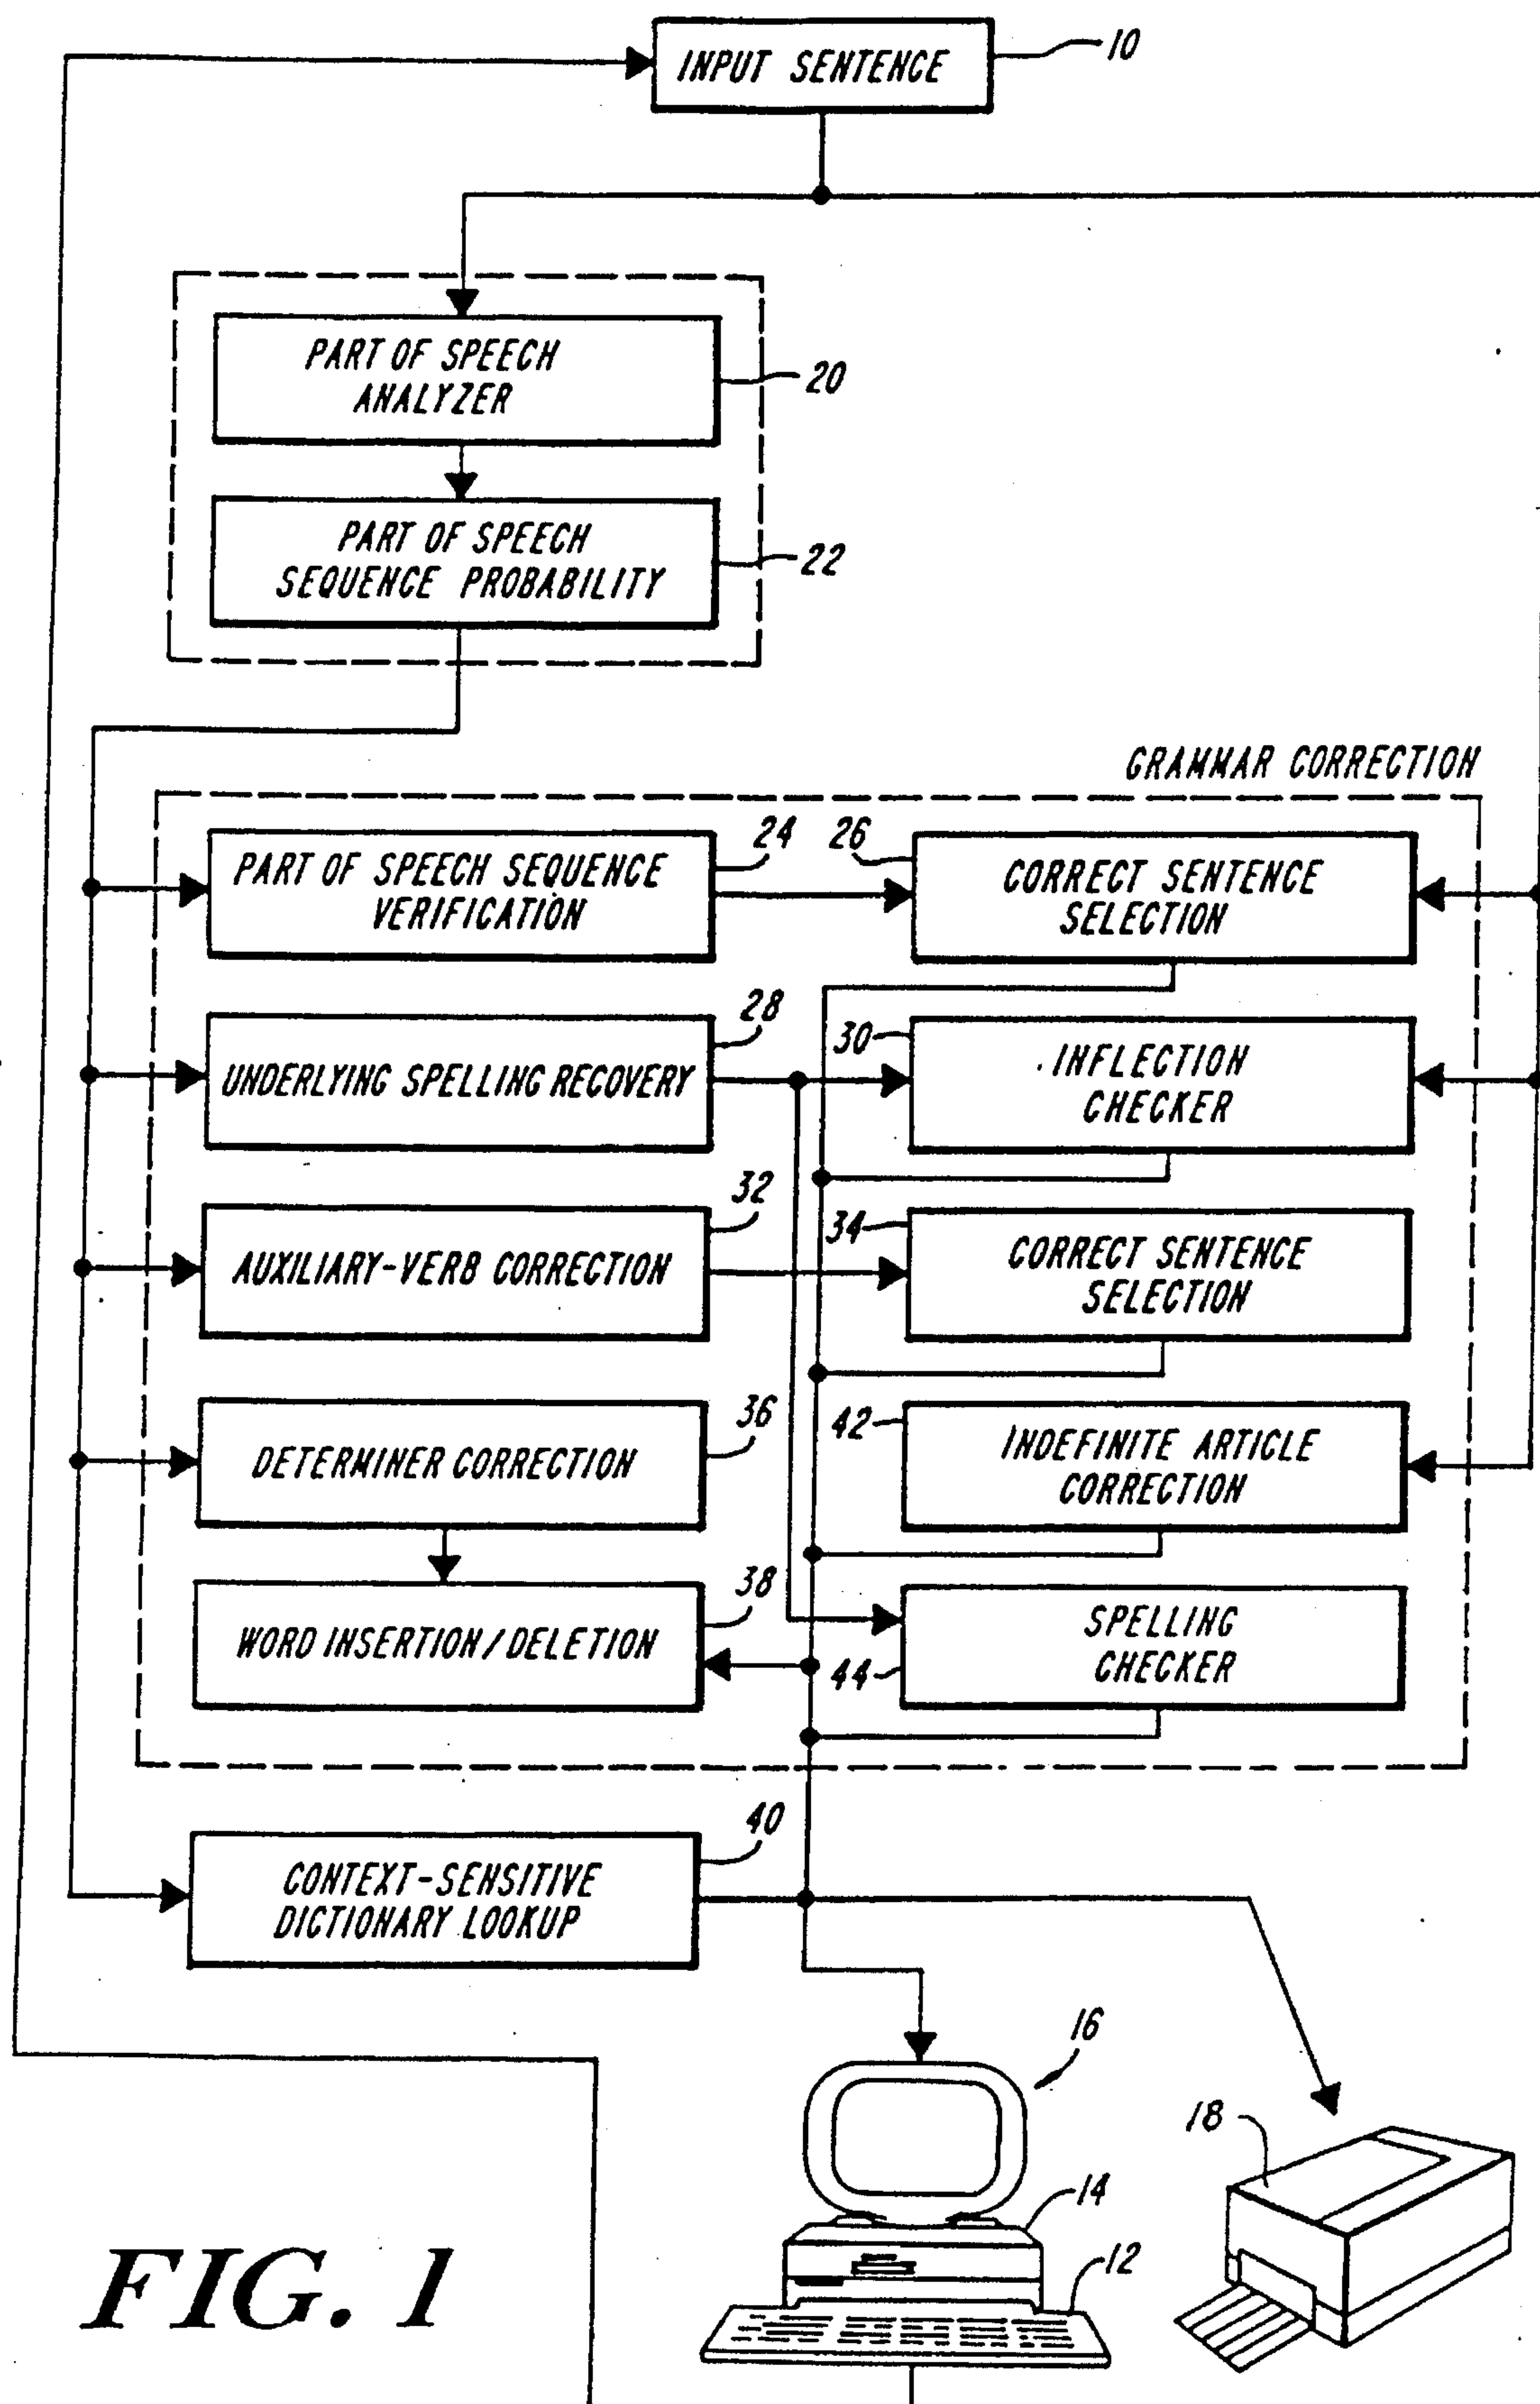 INPUT SENTENCE
10
PART OF SPEECH
ANALYZER
20
PART OF SPEECH
SEQUENCE PROBABILITY
22
GRAMMAR CORRECTION
PART OF SPEECH SEQUENCE
VERIFICATION
24
26
CORRECT SENTENCE
SELECTION
UNDERLYING SPELLING RECOVERY
28
30
INFLECTION
CHECKER
AUXILIARY-VERB CORRECTION
32
34
CORRECT SENTENCE
SELECTION
DETERMINER CORRECTION
36
42
INDEFINITE ARTICLE
CORRECTION
WORD INSERTION/DELETION
38
44
SPELLING
CHECKER
CONTEXT-SENSITIVE
DICTIONARY LOOKUP
40
16
18
14
12
FIG. 1